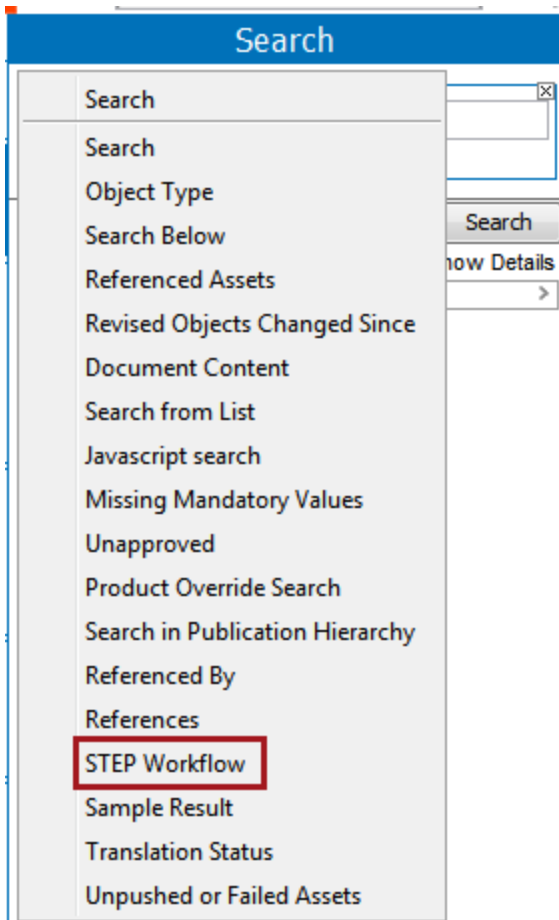 Search
Search
Search
Object Type
Search Below
Referenced Assets
Revised Objects Changed Since
Document Content
Search from List
Javascript search
Missing Mandatory Values
Unapproved
Product Override Search
Search in Publication Hierarchy
Referenced By
References
STEP Workflow
Sample Result
Translation Status
Unpushed or Failed Assets
Search
Details